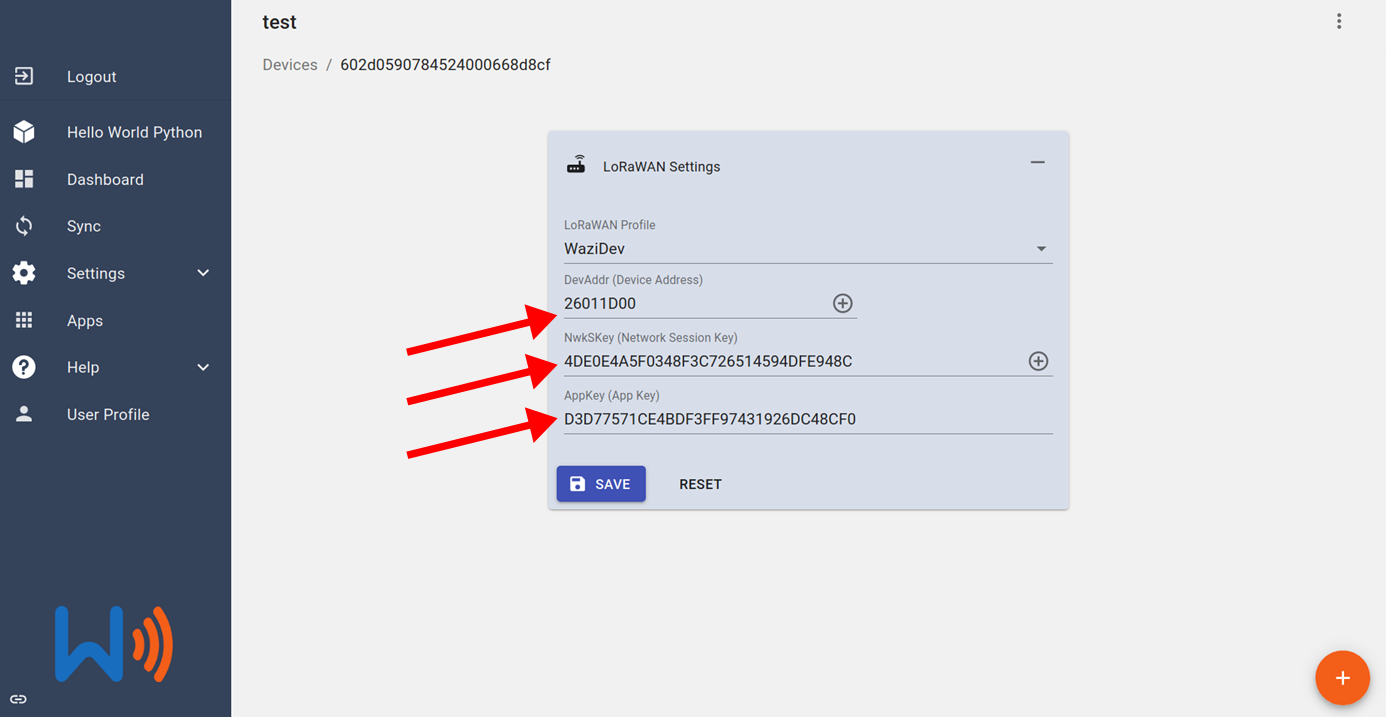 test
Devices / 602d0590784524000668d8cf
Logout
Hello World Python
Dashboard
Sync
Settings
Apps
Help
User Profile
LoRaWAN Settings
LoRaWAN Profile
WaziDev
DevAddr (Device Address)
26011D00
NwkSKey (Network Session Key)
4DE0E4A5F0348F3C726514594DFE948C
AppKey (App Key)
D3D77571CE4BDF3FF97431926DC48CF0
SAVE RESET